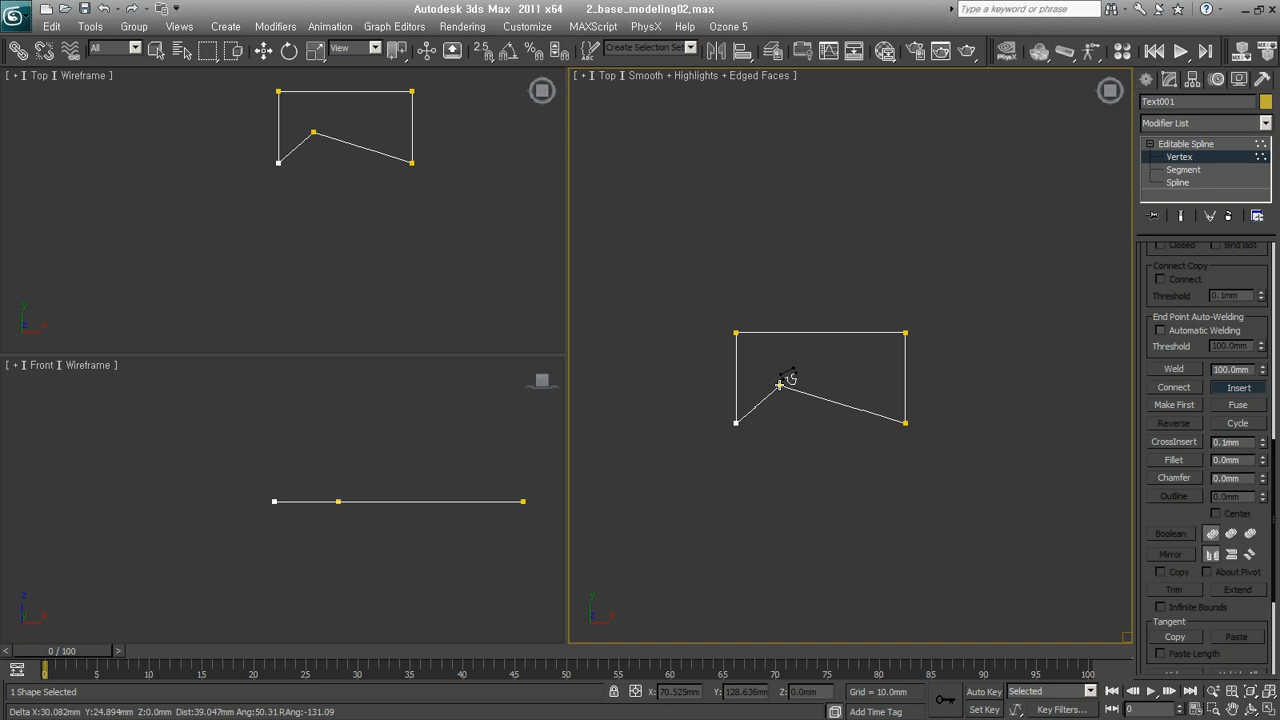 Autodesk 3ds Max 2011 x64 2_base_modeling02.max
Type a keyword or phrase
Edit Tools Group Views Create Modifiers Animation Graph Editors Rendering Customize MAXScript PhysX Help Ozone 5
All View 2.5 Create Selection Set
[ + ] Top ] Wireframe ]
[ + ] Top ] Smooth + Highlights + Edged Faces ]
Text001
Modifier List
Editable Spline
Vertex
Segment
Spline
Closed Bind last
Connect Copy
Connect
Threshold 0.1mm
End Point Auto-Welding
Automatic Welding
Threshold 100.0mm
[ + ] Front ] Wireframe ]
Weld 100.0mm
Connect Insert
Make First Fuse
Reverse Cycle
CrossInsert 0.1mm
Fillet 0.0mm
Chamfer 0.0mm
Outline 0.0mm
Center
Boolean
Mirror
Copy About Pivot
Trim Extend
Infinite Bounds
Tangent
Copy Paste
Paste Length
y x
z x
y x
0 / 100
0 5 10 15 20 25 30 35 40 45 50 55 60 65 70 75 80 85 90 95 100
1 Shape Selected X: 70.525mm Y: 128.636mm Z: 0.0mm Grid = 10.0mm Auto Key Selected
Delta X:30.082mm Y:24.894mm Z:0.0mm Dist:39.047mm Ang:50.31 RAng:-131.09 Add Time Tag Set Key Key Filters... 0